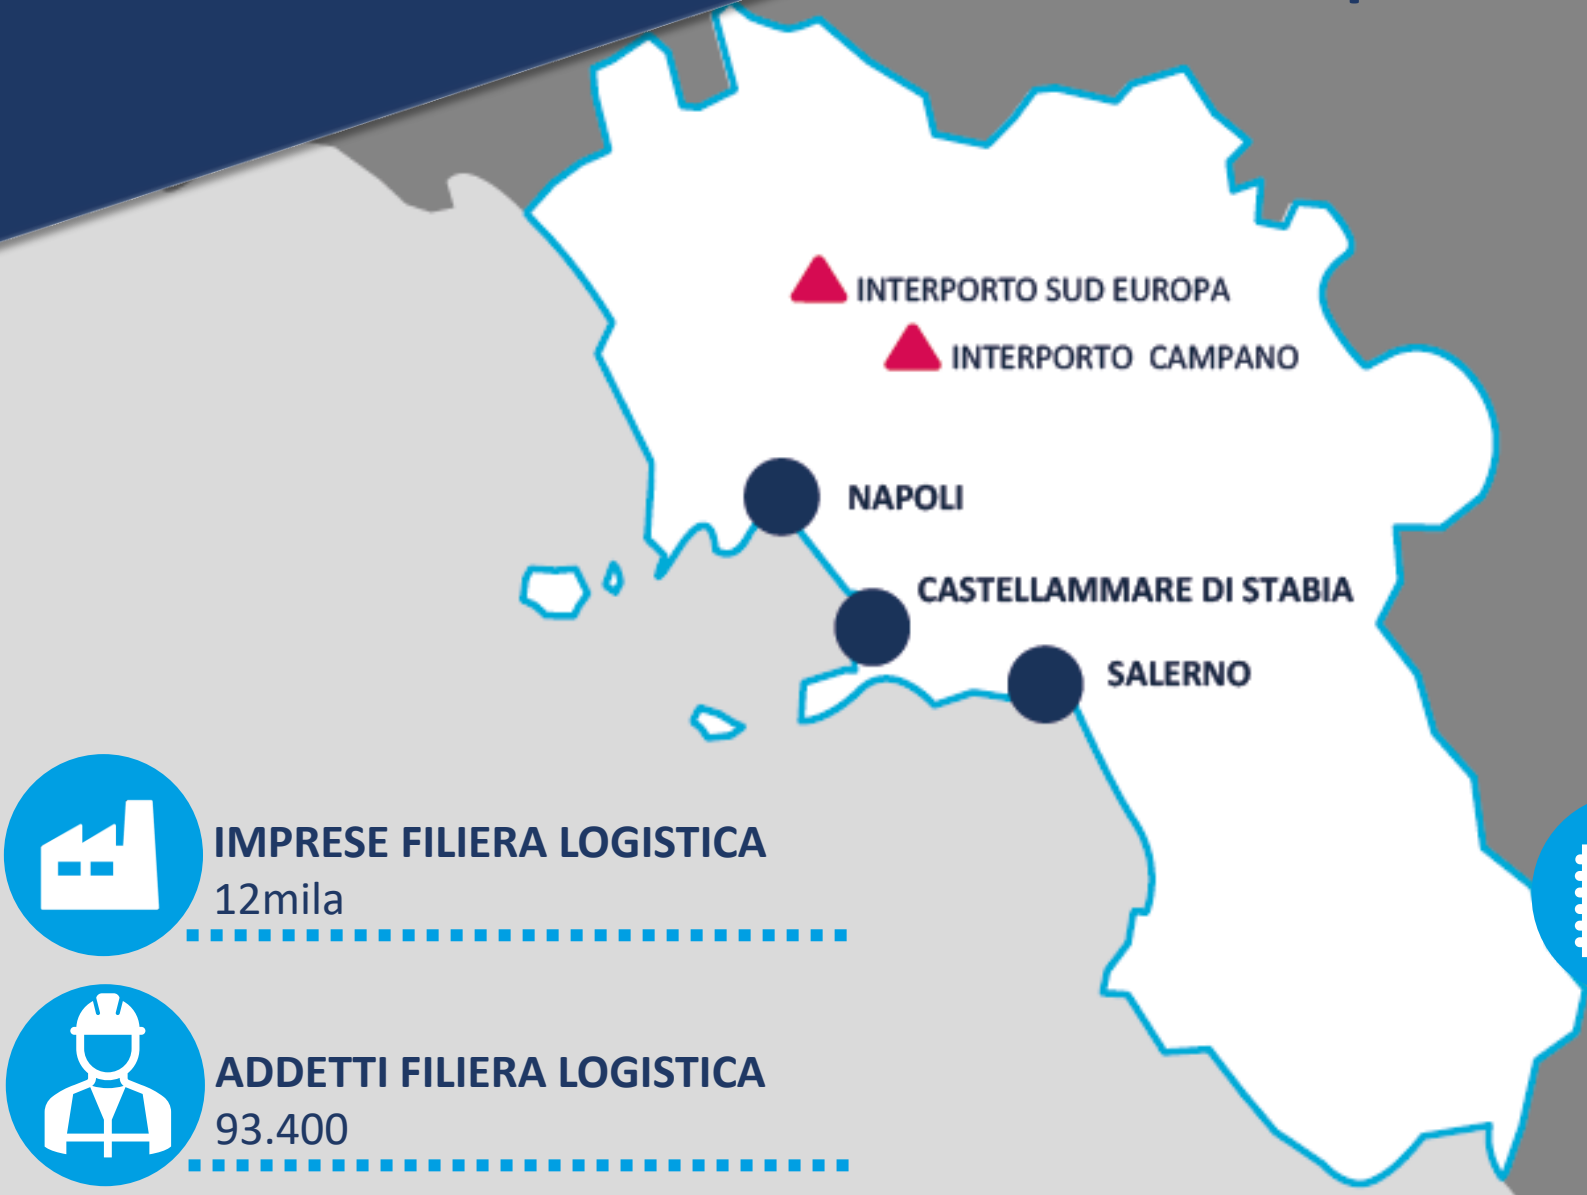 INTERPORTO SUD EUROPA
INTERPORTO CAMPANO
NAPOLI
CASTELLAMMARE DI STABIA
SALERNO
IMPRESE FILIERA LOGISTICA
12mila
ADDETTI FILIERA LOGISTICA
93.400